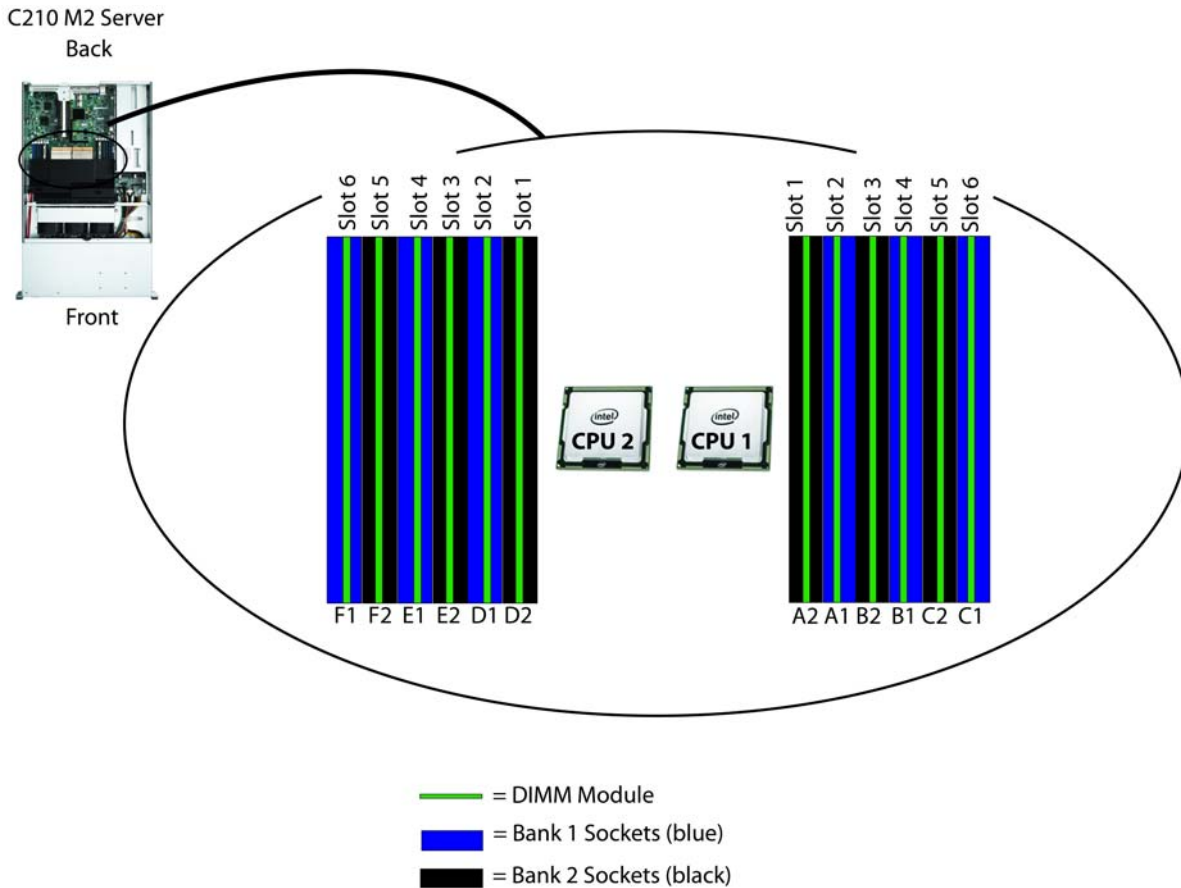 C210 M2 Server
Back
Front
Slot 6 Slot 5 Slot 4 Slot 3 Slot 2 Slot 1
Slot 1 Slot 2 Slot 3 Slot 4 Slot 5 Slot 6
intel
CPU 2
intel
CPU 1
F1 F2 E1 E2 D1 D2
A2 A1 B2 B1 C2 C1
= DIMM Module
= Bank 1 Sockets (blue)
= Bank 2 Sockets (black)